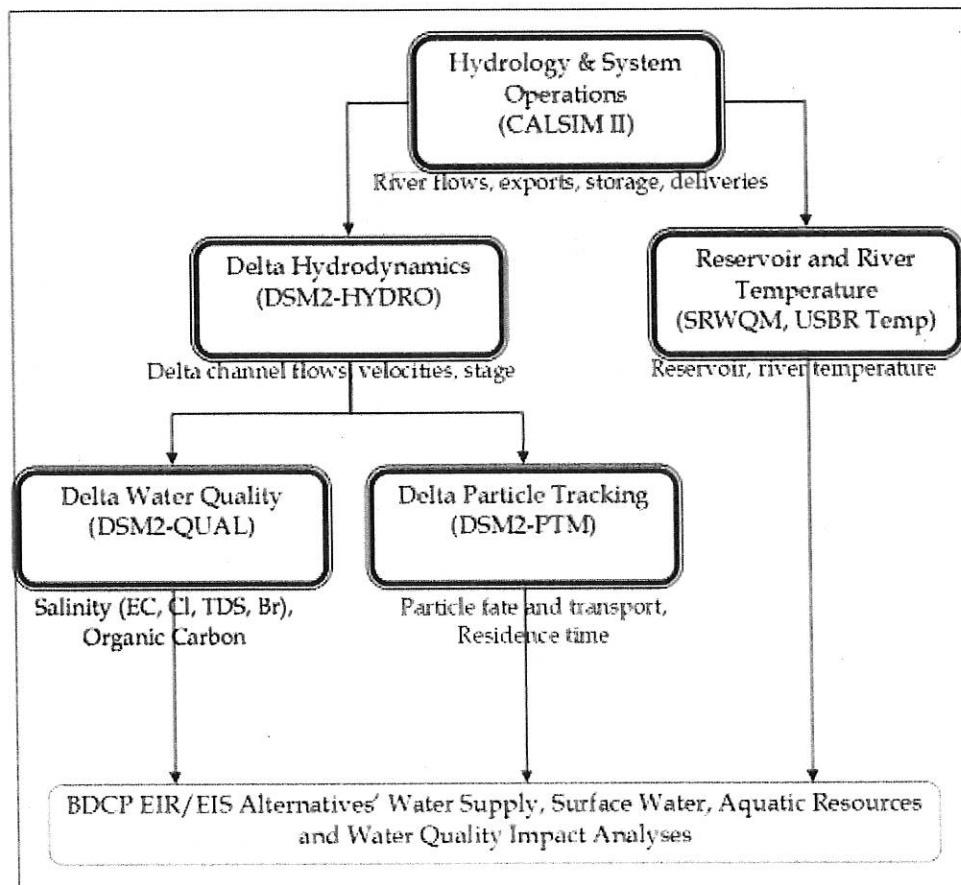 Hydrology & System
Operations
(CALSIM II)
River flows, exports, storage, deliveries
Delta Hydrodynamics
(DSM2-HYDRO)
Reservoir and River
Temperature
(SRWQM, USBR Temp)
Delta channel flows, velocities, stage
Reservoir, river temperature
Delta Water Quality
(DSM2-QUAL)
Delta Particle Tracking
(DSM2-PTM)
Salinity (EC, Cl, TDS, Br),
Organic Carbon
Particle fate and transport,
Residence time
BDCP EIR/EIS Alternatives' Water Supply, Surface Water, Aquatic Resources
and Water Quality Impact Analyses